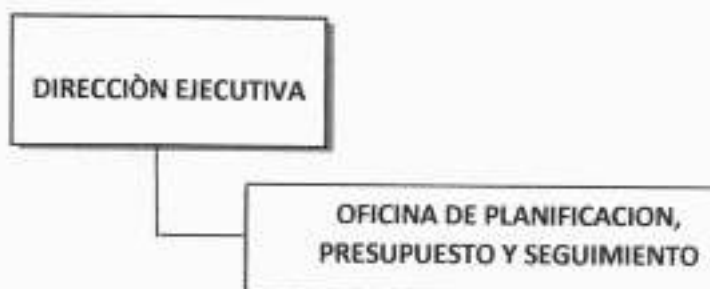 DIRECCIÒN EJECUTIVA
OFICINA DE PLANIFICACION,
PRESUPUESTO Y SEGUIMIENTO